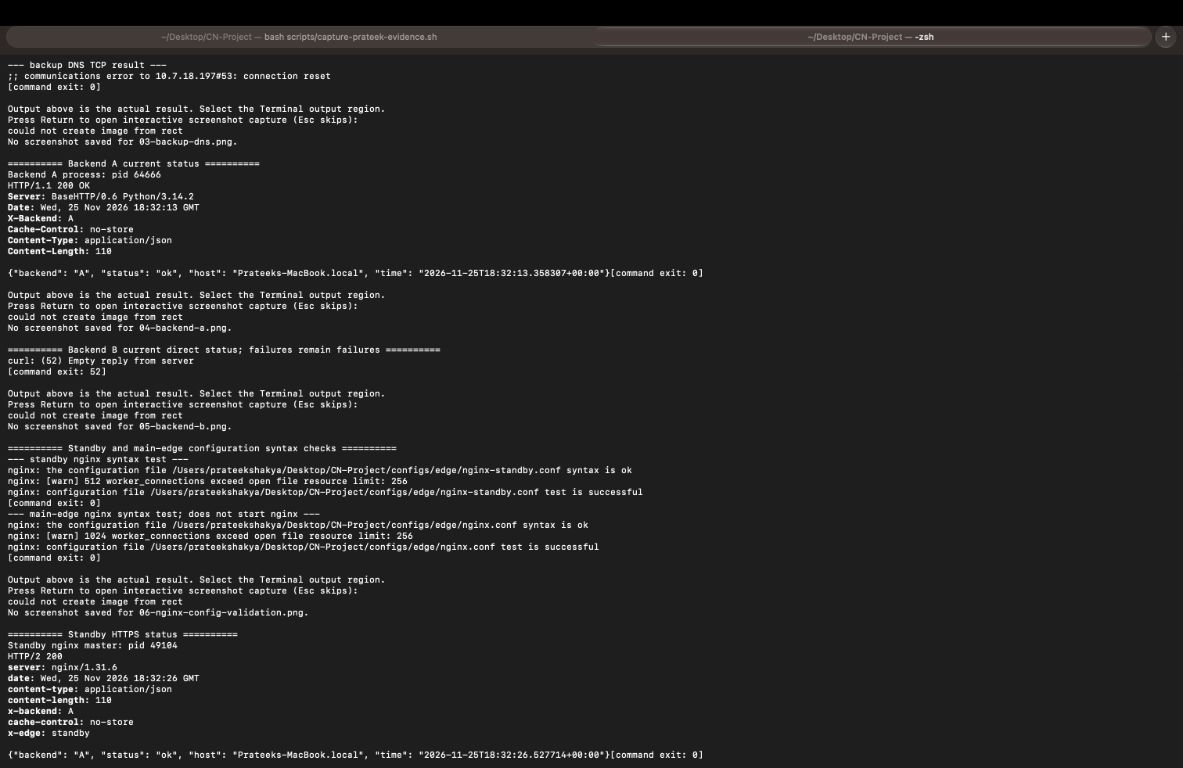 ~/Desktop/CN-Project — bash scripts/capture-prateek-evidence.sh
~/Desktop/CN-Project — -zsh
+
--- backup DNS TCP result ---
;; communications error to 10.7.18.197#53: connection reset
[command exit: 0]
Output above is the actual result. Select the Terminal output region.
Press Return to open interactive screenshot capture (Esc skips):
could not create image from rect
No screenshot saved for 03-backup-dns.png.
========== Backend A current status ==========
Backend A process: pid 64666
HTTP/1.1 200 OK
Server: BaseHTTP/0.6 Python/3.14.2
Date: Wed, 25 Nov 2026 18:32:13 GMT
X-Backend: A
Cache-Control: no-store
Content-Type: application/json
Content-Length: 110
{"backend": "A", "status": "ok", "host": "Prateeks-MacBook.local", "time": "2026-11-25T18:32:13.358307+00:00"}[command exit: 0]
Output above is the actual result. Select the Terminal output region.
Press Return to open interactive screenshot capture (Esc skips):
could not create image from rect
No screenshot saved for 04-backend-a.png.
========== Backend B current direct status; failures remain failures ==========
curl: (52) Empty reply from server
[command exit: 52]
Output above is the actual result. Select the Terminal output region.
Press Return to open interactive screenshot capture (Esc skips):
could not create image from rect
No screenshot saved for 05-backend-b.png.
========== Standby and main-edge configuration syntax checks ==========
--- standby nginx syntax test ---
nginx: the configuration file /Users/prateekshakya/Desktop/CN-Project/configs/edge/nginx-standby.conf syntax is ok
nginx: [warn] 512 worker_connections exceed open file resource limit: 256
nginx: configuration file /Users/prateekshakya/Desktop/CN-Project/configs/edge/nginx-standby.conf test is successful
[command exit: 0]
--- main-edge nginx syntax test; does not start nginx ---
nginx: the configuration file /Users/prateekshakya/Desktop/CN-Project/configs/edge/nginx.conf syntax is ok
nginx: [warn] 1024 worker_connections exceed open file resource limit: 256
nginx: configuration file /Users/prateekshakya/Desktop/CN-Project/configs/edge/nginx.conf test is successful
[command exit: 0]
Output above is the actual result. Select the Terminal output region.
Press Return to open interactive screenshot capture (Esc skips):
could not create image from rect
No screenshot saved for 06-nginx-config-validation.png.
========== Standby HTTPS status ==========
Standby nginx master: pid 49104
HTTP/2 200
server: nginx/1.31.6
date: Wed, 25 Nov 2026 18:32:26 GMT
content-type: application/json
content-length: 110
x-backend: A
cache-control: no-store
x-edge: standby
{"backend": "A", "status": "ok", "host": "Prateeks-MacBook.local", "time": "2026-11-25T18:32:26.527714+00:00"}[command exit: 0]